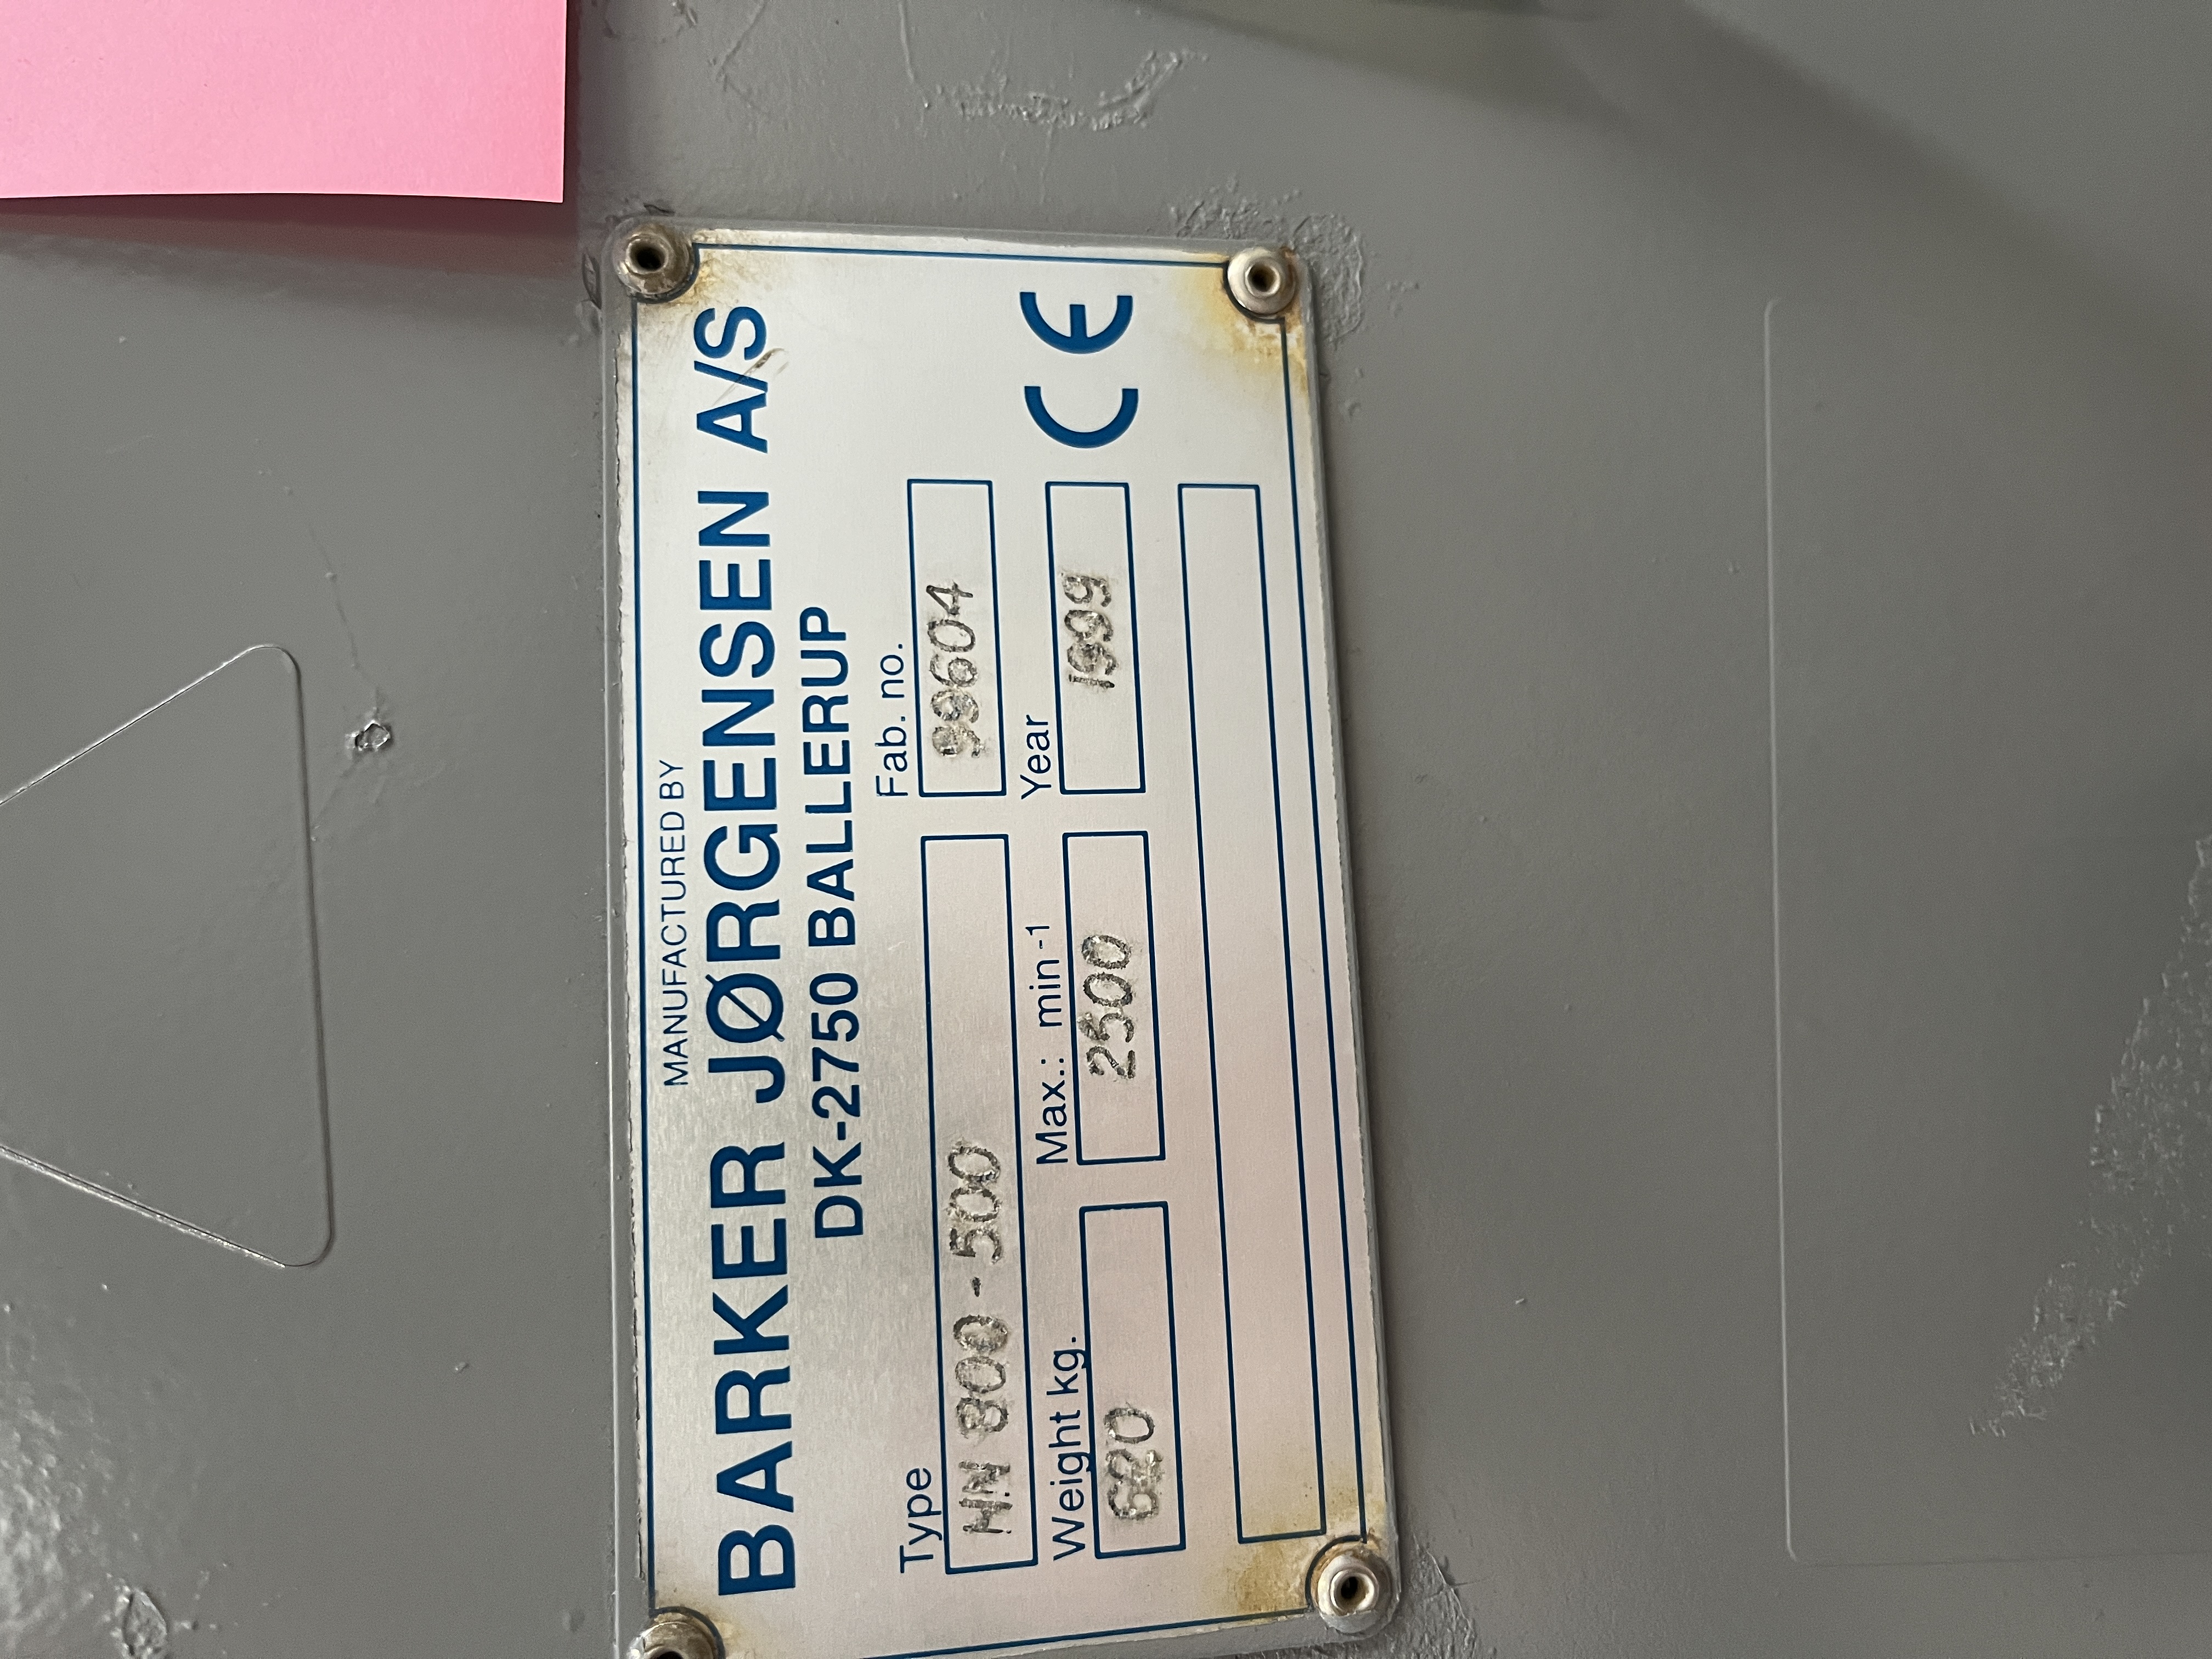 MANUFACTURED BY
BARKER JØRGENSEN A/S
DK-2750 BALLERUP
Type Fab. no.
HN 800-500 99604
Weight kg. Max.: min-1 Year CE
620 2500 1999